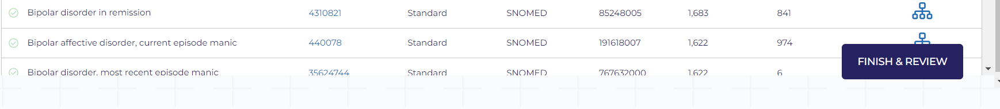 Bipolar disorder in remission 4310821 Standard SNOMED 85248005 1,683 841
Bipolar affective disorder, current episode manic 440078 Standard SNOMED 191618007 1,622 974
FINISH & REVIEW
Bipolar disorder, most recent episode manic 35624744 Standard SNOMED 767632000 1,622 6